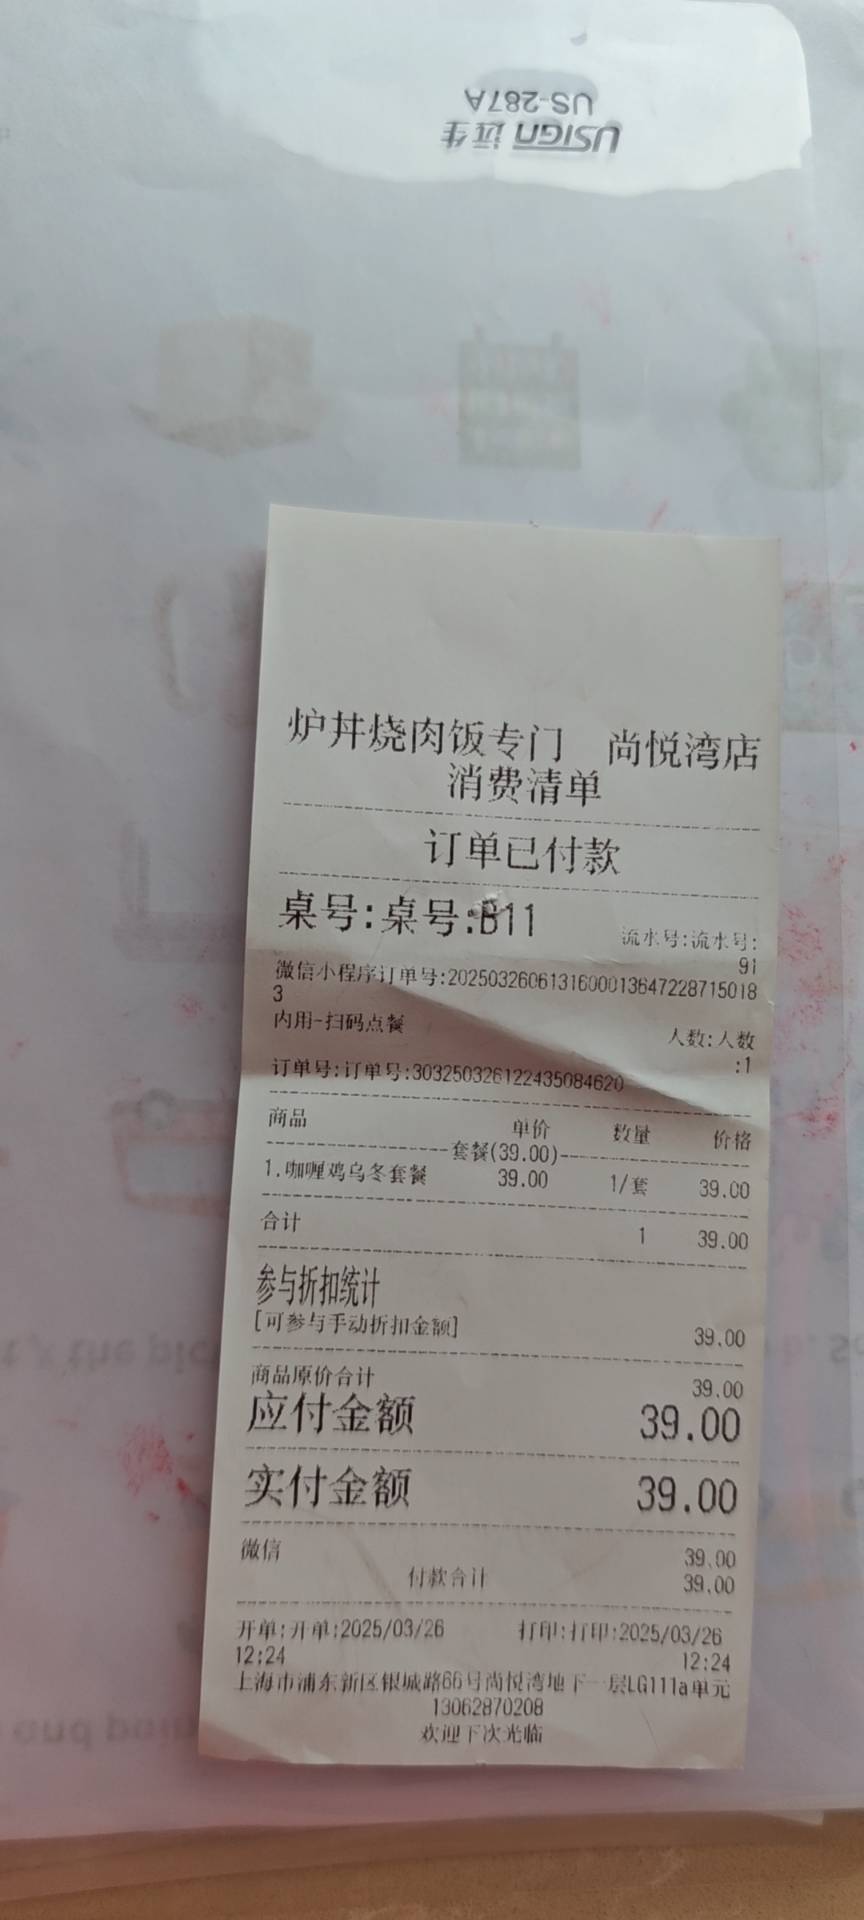 USIGN 远生
US-287A
炉丼烧肉饭专门 尚悦湾店
消费清单
订单已付款
桌号:桌号:B11
流水号:流水号:
91
微信小程序订单号:2025032606131600013647228715018
3
内用-扫码点餐
人数:人数
:1
订单号:订单号:303250326122435084620
商品 单价 数量 价格
套餐(39.00)
1.咖喱鸡乌冬套餐 39.00 1/套 39.00
合计 1 39.00
参与折扣统计
[可参与手动折扣金额] 39.00
商品原价合计 39.00
应付金额 39.00
实付金额 39.00
微信 39.00
付款合计 39.00
开单:开单:2025/03/26 打印:打印:2025/03/26
12:24 12:24
上海市浦东新区银城路66号尚悦湾地下一层LG111a单元
13062870208
欢迎下次光临